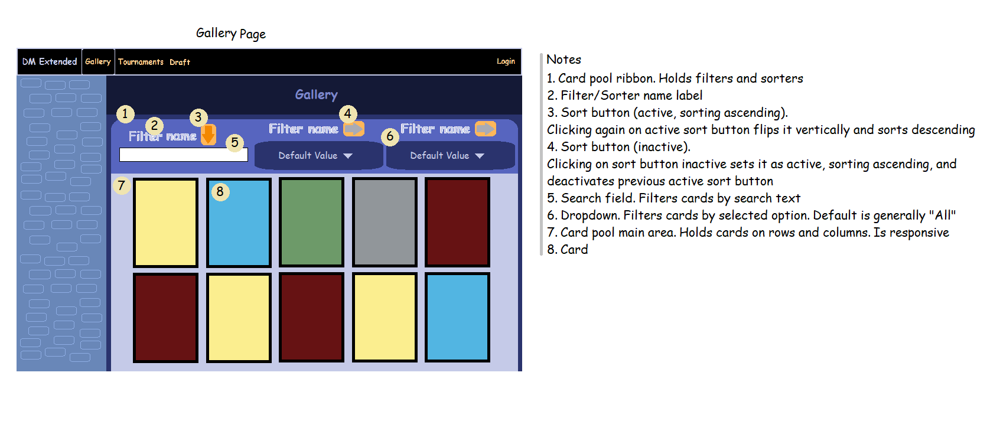 Gallery Page
DM Extended Gallery Tournaments Draft Login
Gallery
1
2
3
4
Filter name
Filter name
Filter name
5
6
Default Value
Default Value
7
8
Notes
1. Card pool ribbon. Holds filters and sorters
2. Filter/Sorter name label
3. Sort button (active, sorting ascending).
Clicking again on active sort button flips it vertically and sorts descending
4. Sort button (inactive).
Clicking on sort button inactive sets it as active, sorting ascending, and
deactivates previous active sort button
5. Search field. Filters cards by search text
6. Dropdown. Filters cards by selected option. Default is generally "All"
7. Card pool main area. Holds cards on rows and columns. Is responsive
8. Card